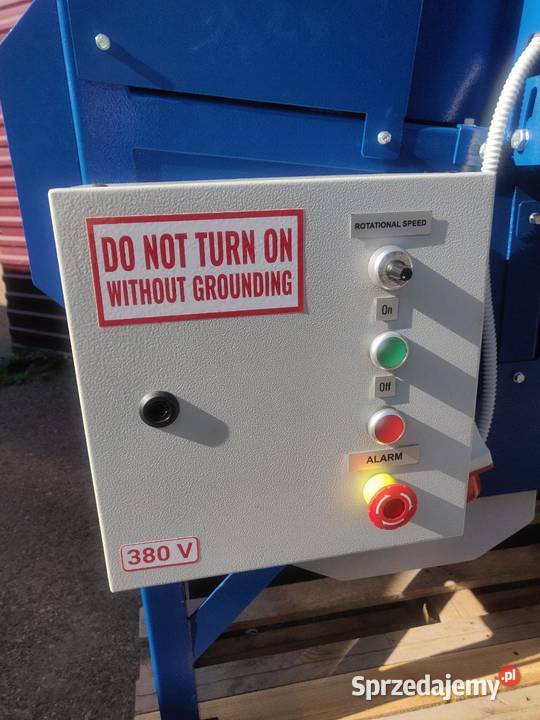 DO NOT TURN ON
WITHOUT GROUNDING
ROTATIONAL SPEED
On
Off
ALARM
380 V
Sprzedajemy.pl